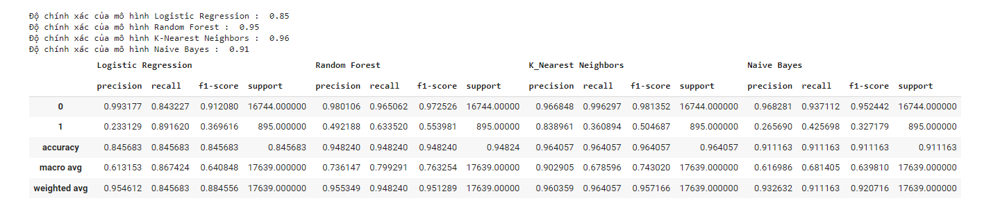 Độ chính xác của mô hình Logistic Regression :  0.85
Độ chính xác của mô hình Random Forest :  0.95
Độ chính xác của mô hình K-Nearest Neighbors :  0.96
Độ chính xác của mô hình Naive Bayes :  0.91
Logistic Regression Random Forest K_Nearest Neighbors Naive Bayes
precision recall f1-score support precision recall f1-score support precision recall f1-score support precision recall f1-score support
0 0.993177 0.843227 0.912080 16744.000000 0.980106 0.965062 0.972526 16744.00000 0.966848 0.996297 0.981352 16744.000000 0.968281 0.937112 0.952442 16744.000000
1 0.233129 0.891620 0.369616 895.000000 0.492188 0.633520 0.553981 895.00000 0.838961 0.360894 0.504687 895.000000 0.265690 0.425698 0.327179 895.000000
accuracy 0.845683 0.845683 0.845683 0.845683 0.948240 0.948240 0.948240 0.94824 0.964057 0.964057 0.964057 0.964057 0.911163 0.911163 0.911163 0.911163
macro avg 0.613153 0.867424 0.640848 17639.000000 0.736147 0.799291 0.763254 17639.00000 0.902905 0.678596 0.743020 17639.000000 0.616986 0.681405 0.639810 17639.000000
weighted avg 0.954612 0.845683 0.884556 17639.000000 0.955349 0.948240 0.951289 17639.00000 0.960359 0.964057 0.957166 17639.000000 0.932632 0.911163 0.920716 17639.000000